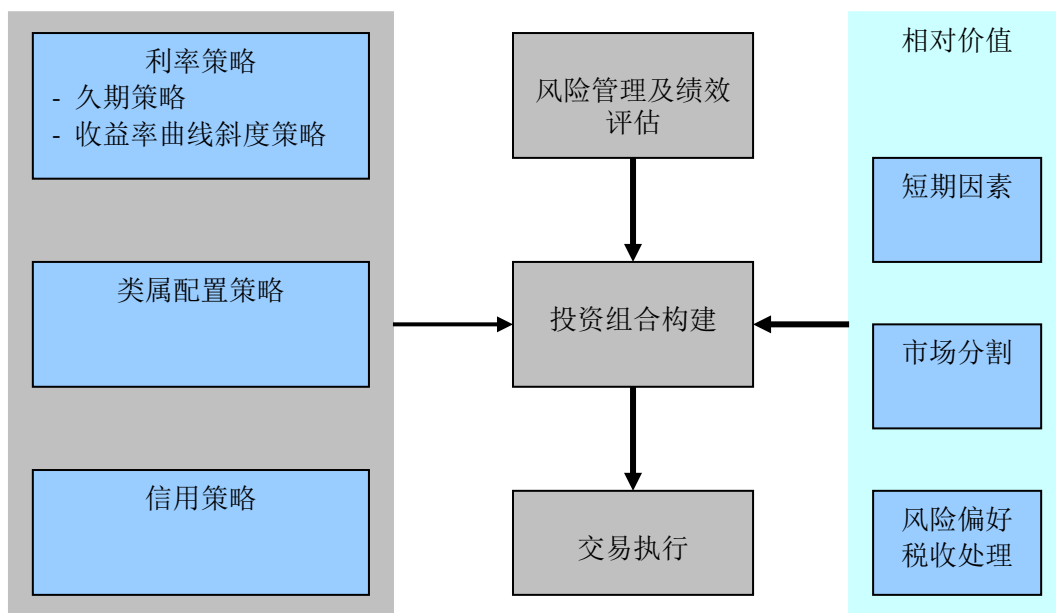 利率策略
- 久期策略
- 收益率曲线斜度策略
类属配置策略
信用策略
风险管理及绩效
评估
投资组合构建
交易执行
相对价值
短期因素
市场分割
风险偏好
税收处理